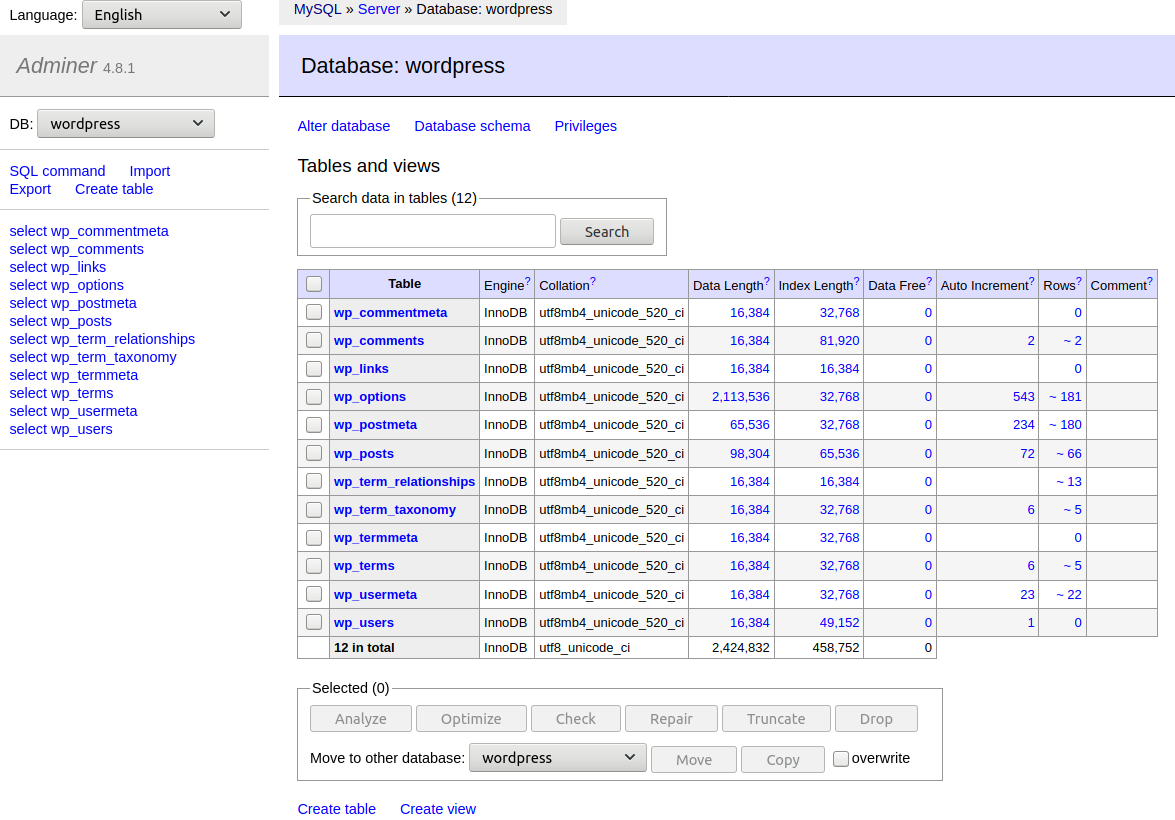 Language: English
MySQL » Server » Database: wordpress
Adminer 4.8.1
Database: wordpress
DB: wordpress
SQL command Import
Export Create table
select wp_commentmeta
select wp_comments
select wp_links
select wp_options
select wp_postmeta
select wp_posts
select wp_term_relationships
select wp_term_taxonomy
select wp_termmeta
select wp_terms
select wp_usermeta
select wp_users
Alter database Database schema Privileges
Tables and views
Search data in tables (12)
Search
Table Engine? Collation? Data Length? Index Length? Data Free? Auto Increment? Rows? Comment?
wp_commentmeta InnoDB utf8mb4_unicode_520_ci 16,384 32,768 0 0
wp_comments InnoDB utf8mb4_unicode_520_ci 16,384 81,920 0 2 ~ 2
wp_links InnoDB utf8mb4_unicode_520_ci 16,384 16,384 0 0
wp_options InnoDB utf8mb4_unicode_520_ci 2,113,536 32,768 0 543 ~ 181
wp_postmeta InnoDB utf8mb4_unicode_520_ci 65,536 32,768 0 234 ~ 180
wp_posts InnoDB utf8mb4_unicode_520_ci 98,304 65,536 0 72 ~ 66
wp_term_relationships InnoDB utf8mb4_unicode_520_ci 16,384 16,384 0 ~ 13
wp_term_taxonomy InnoDB utf8mb4_unicode_520_ci 16,384 32,768 0 6 ~ 5
wp_termmeta InnoDB utf8mb4_unicode_520_ci 16,384 32,768 0 0
wp_terms InnoDB utf8mb4_unicode_520_ci 16,384 32,768 0 6 ~ 5
wp_usermeta InnoDB utf8mb4_unicode_520_ci 16,384 32,768 0 23 ~ 22
wp_users InnoDB utf8mb4_unicode_520_ci 16,384 49,152 0 1 0
12 in total InnoDB utf8_unicode_ci 2,424,832 458,752 0
Selected (0)
Analyze Optimize Check Repair Truncate Drop
Move to other database: wordpress Move Copy overwrite
Create table Create view